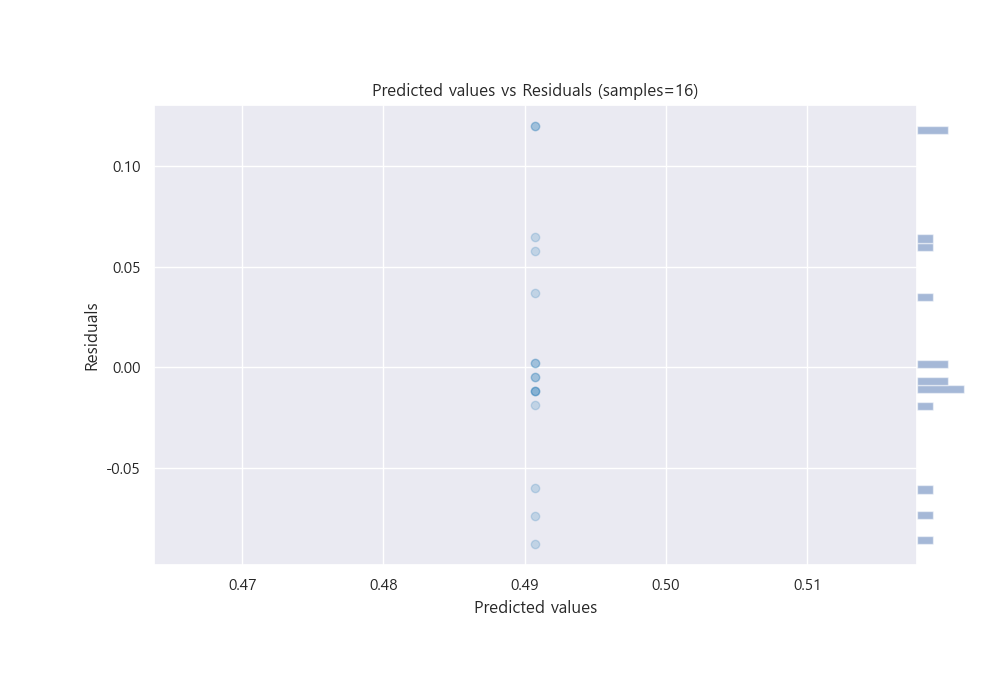 Predicted values vs Residuals (samples=16)
0.10
0.05
0.00
-0.05
Residuals
0.47 0.48 0.49 0.50 0.51
Predicted values